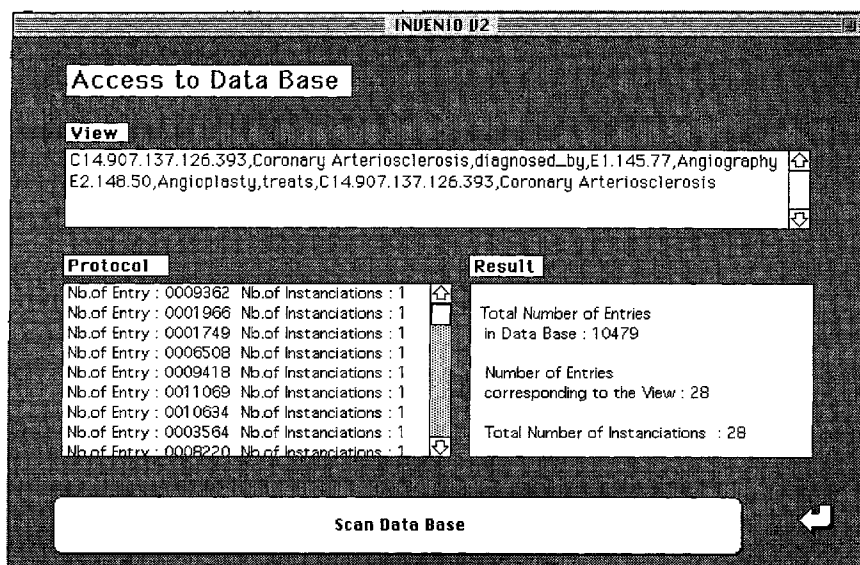 INVENIO V2
Access to Data Base
View
C14.907.137.126.393,Coronary Arteriosclerosis,diagnosed_by,E1.145.77,Angiography
E2.148.50,Angioplasty,treats,C14.907.137.126.393,Coronary Arteriosclerosis
Protocol
Nb.of Entry : 0009362 Nb.of Instanciations : 1
Nb.of Entry : 0001966 Nb.of Instanciations : 1
Nb.of Entry : 0001749 Nb.of Instanciations : 1
Nb.of Entry : 0006508 Nb.of Instanciations : 1
Nb.of Entry : 0009418 Nb.of Instanciations : 1
Nb.of Entry : 0011069 Nb.of Instanciations : 1
Nb.of Entry : 0010634 Nb.of Instanciations : 1
Nb.of Entry : 0003564 Nb.of Instanciations : 1
Nb.of Entry : 0008220 Nb.of Instanciations : 1
Result
Total Number of Entries
in Data Base : 10479
Number of Entries
corresponding to the View : 28
Total Number of Instanciations : 28
Scan Data Base